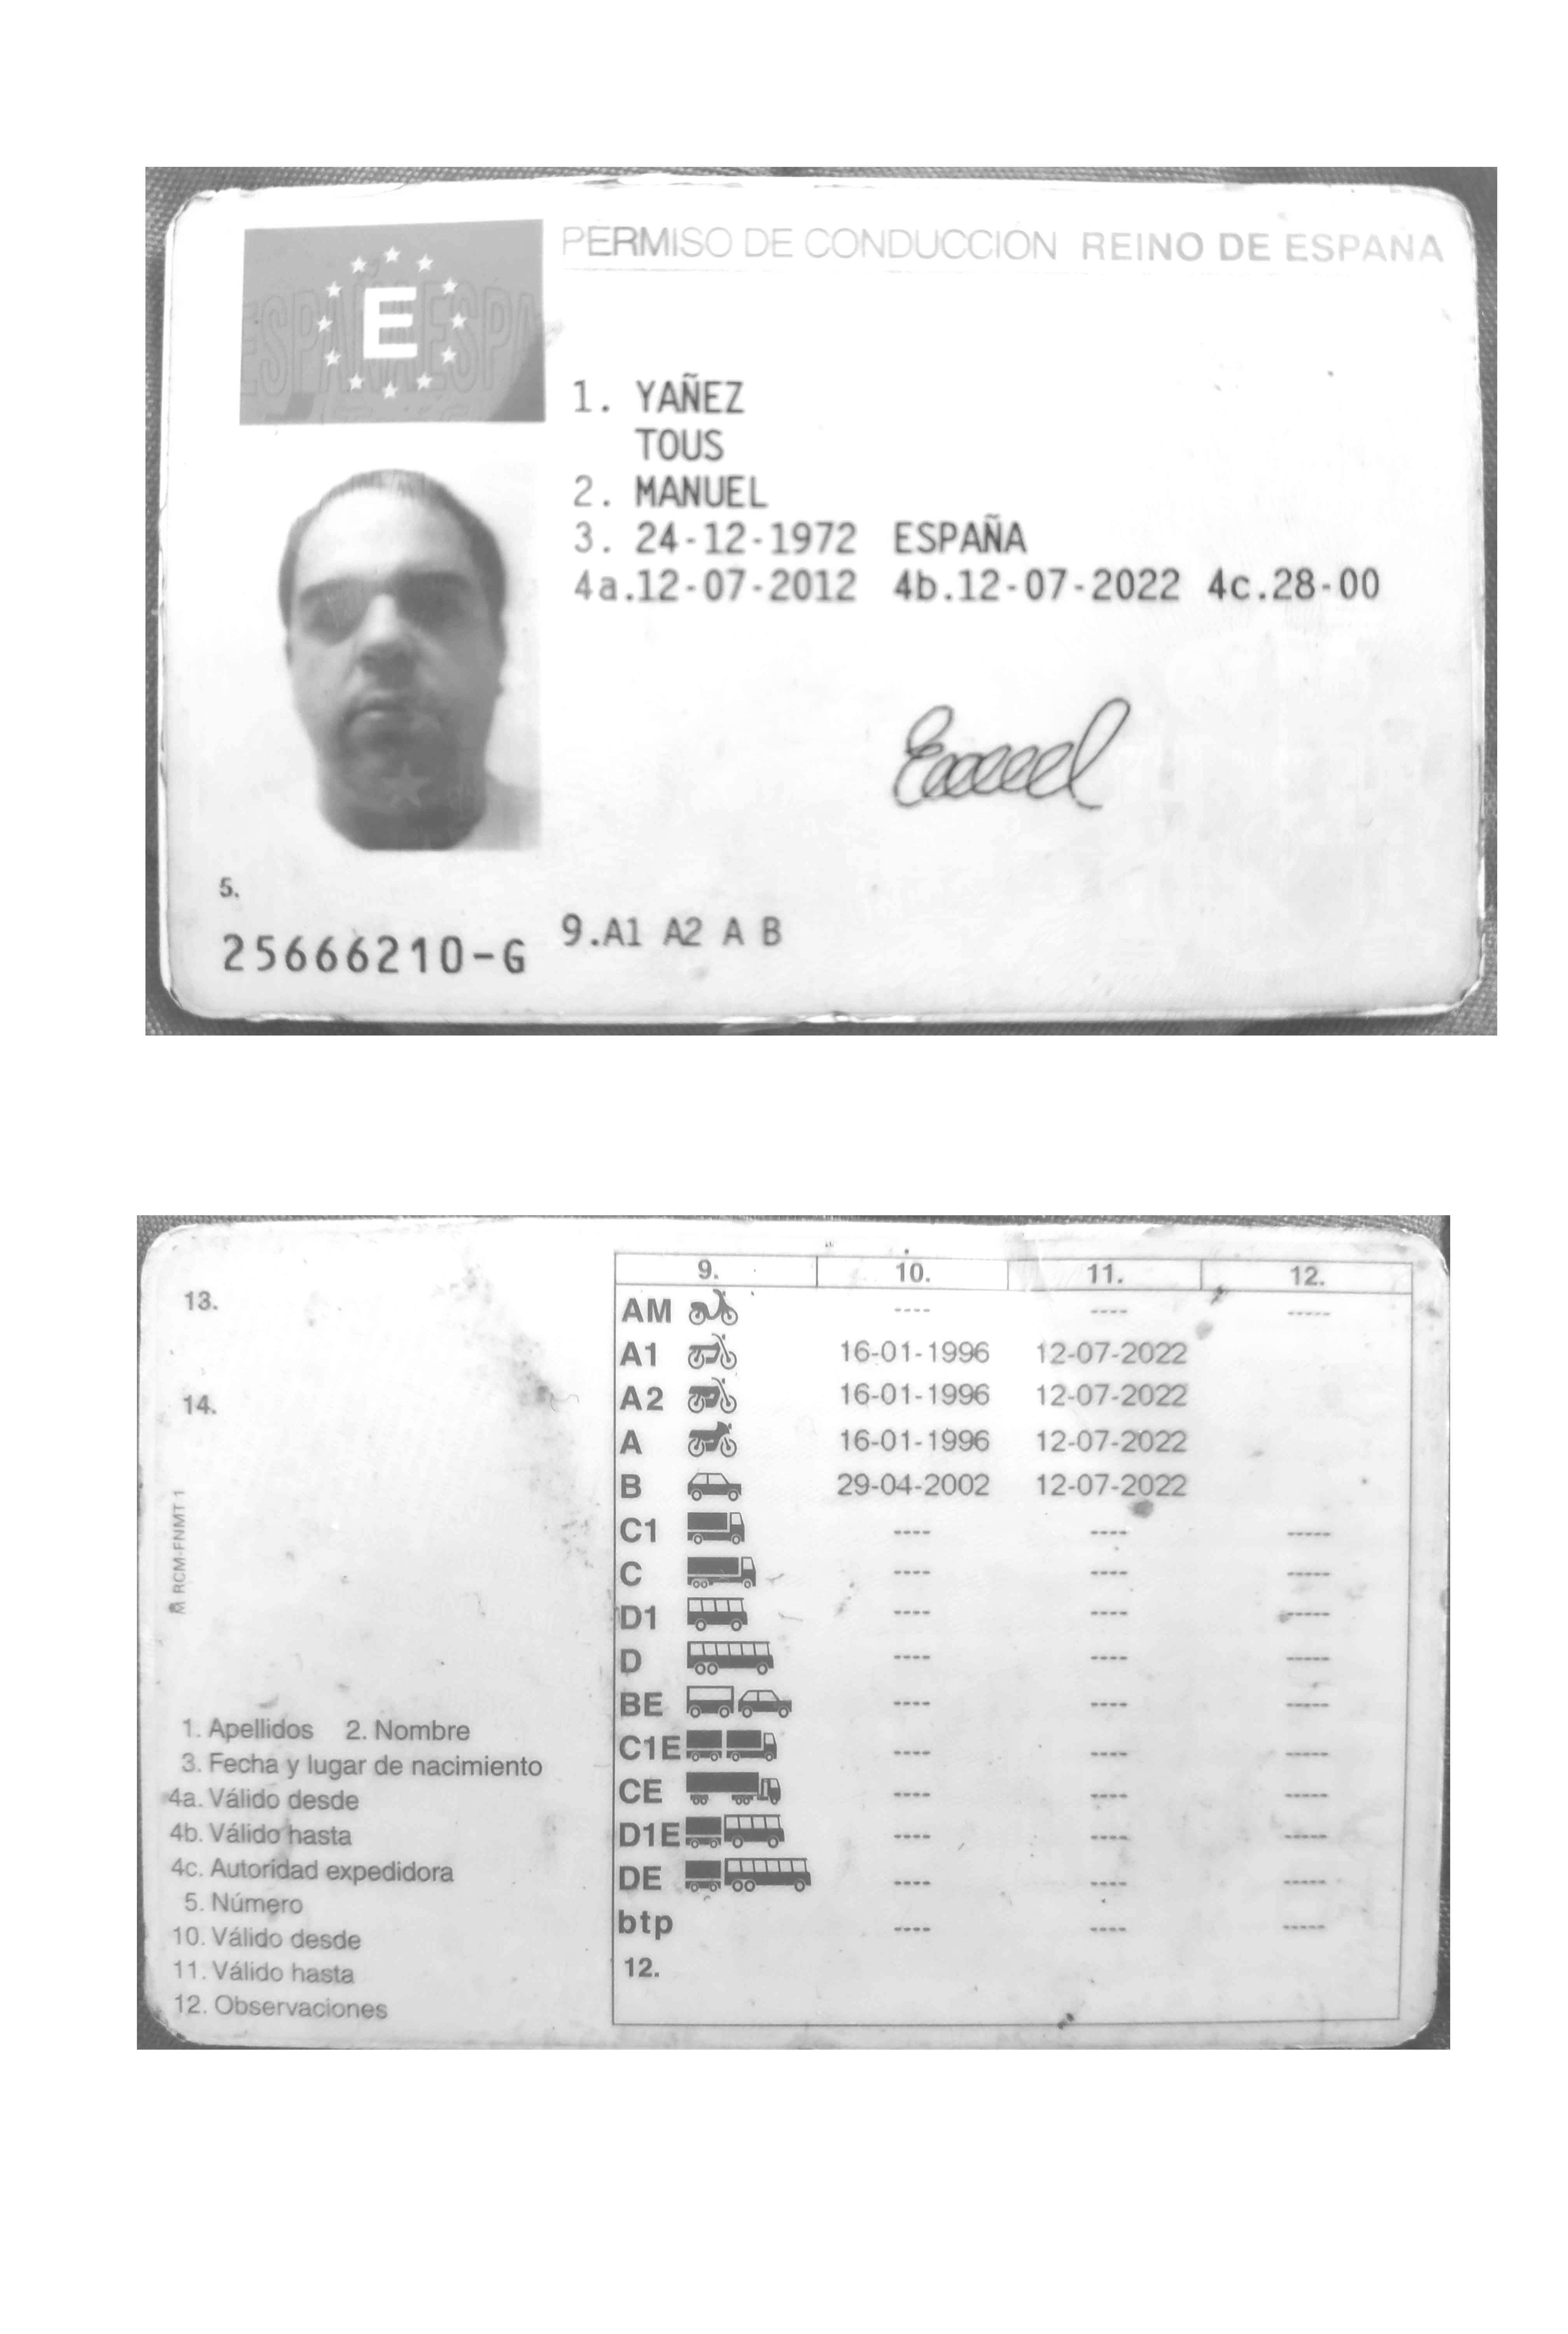 E
PERMISO DE CONDUCCION REINO DE ESPAÑA
1. YAÑEZ
TOUS
2. MANUEL
3. 24-12-1972 ESPAÑA
4a.12-07-2012 4b.12-07-2022 4c.28-00
5.
25666210-G
9.A1 A2 A B
13.
14.
RCM-FNMT 1
1. Apellidos 2. Nombre
3. Fecha y lugar de nacimiento
4a. Válido desde
4b. Válido hasta
4c. Autoridad expedidora
5. Número
10. Válido desde
11. Válido hasta
12. Observaciones
9. 10. 11. 12.
AM ---- ---- -----
A1 16-01-1996 12-07-2022
A2 16-01-1996 12-07-2022
A 16-01-1996 12-07-2022
B 29-04-2002 12-07-2022
C1 ---- ---- -----
C ---- ---- -----
D1 ---- ---- -----
D ---- ---- -----
BE ---- ---- -----
C1E ---- ---- -----
CE ---- ---- -----
D1E ---- ---- -----
DE ---- ---- -----
btp ---- ---- -----
12.